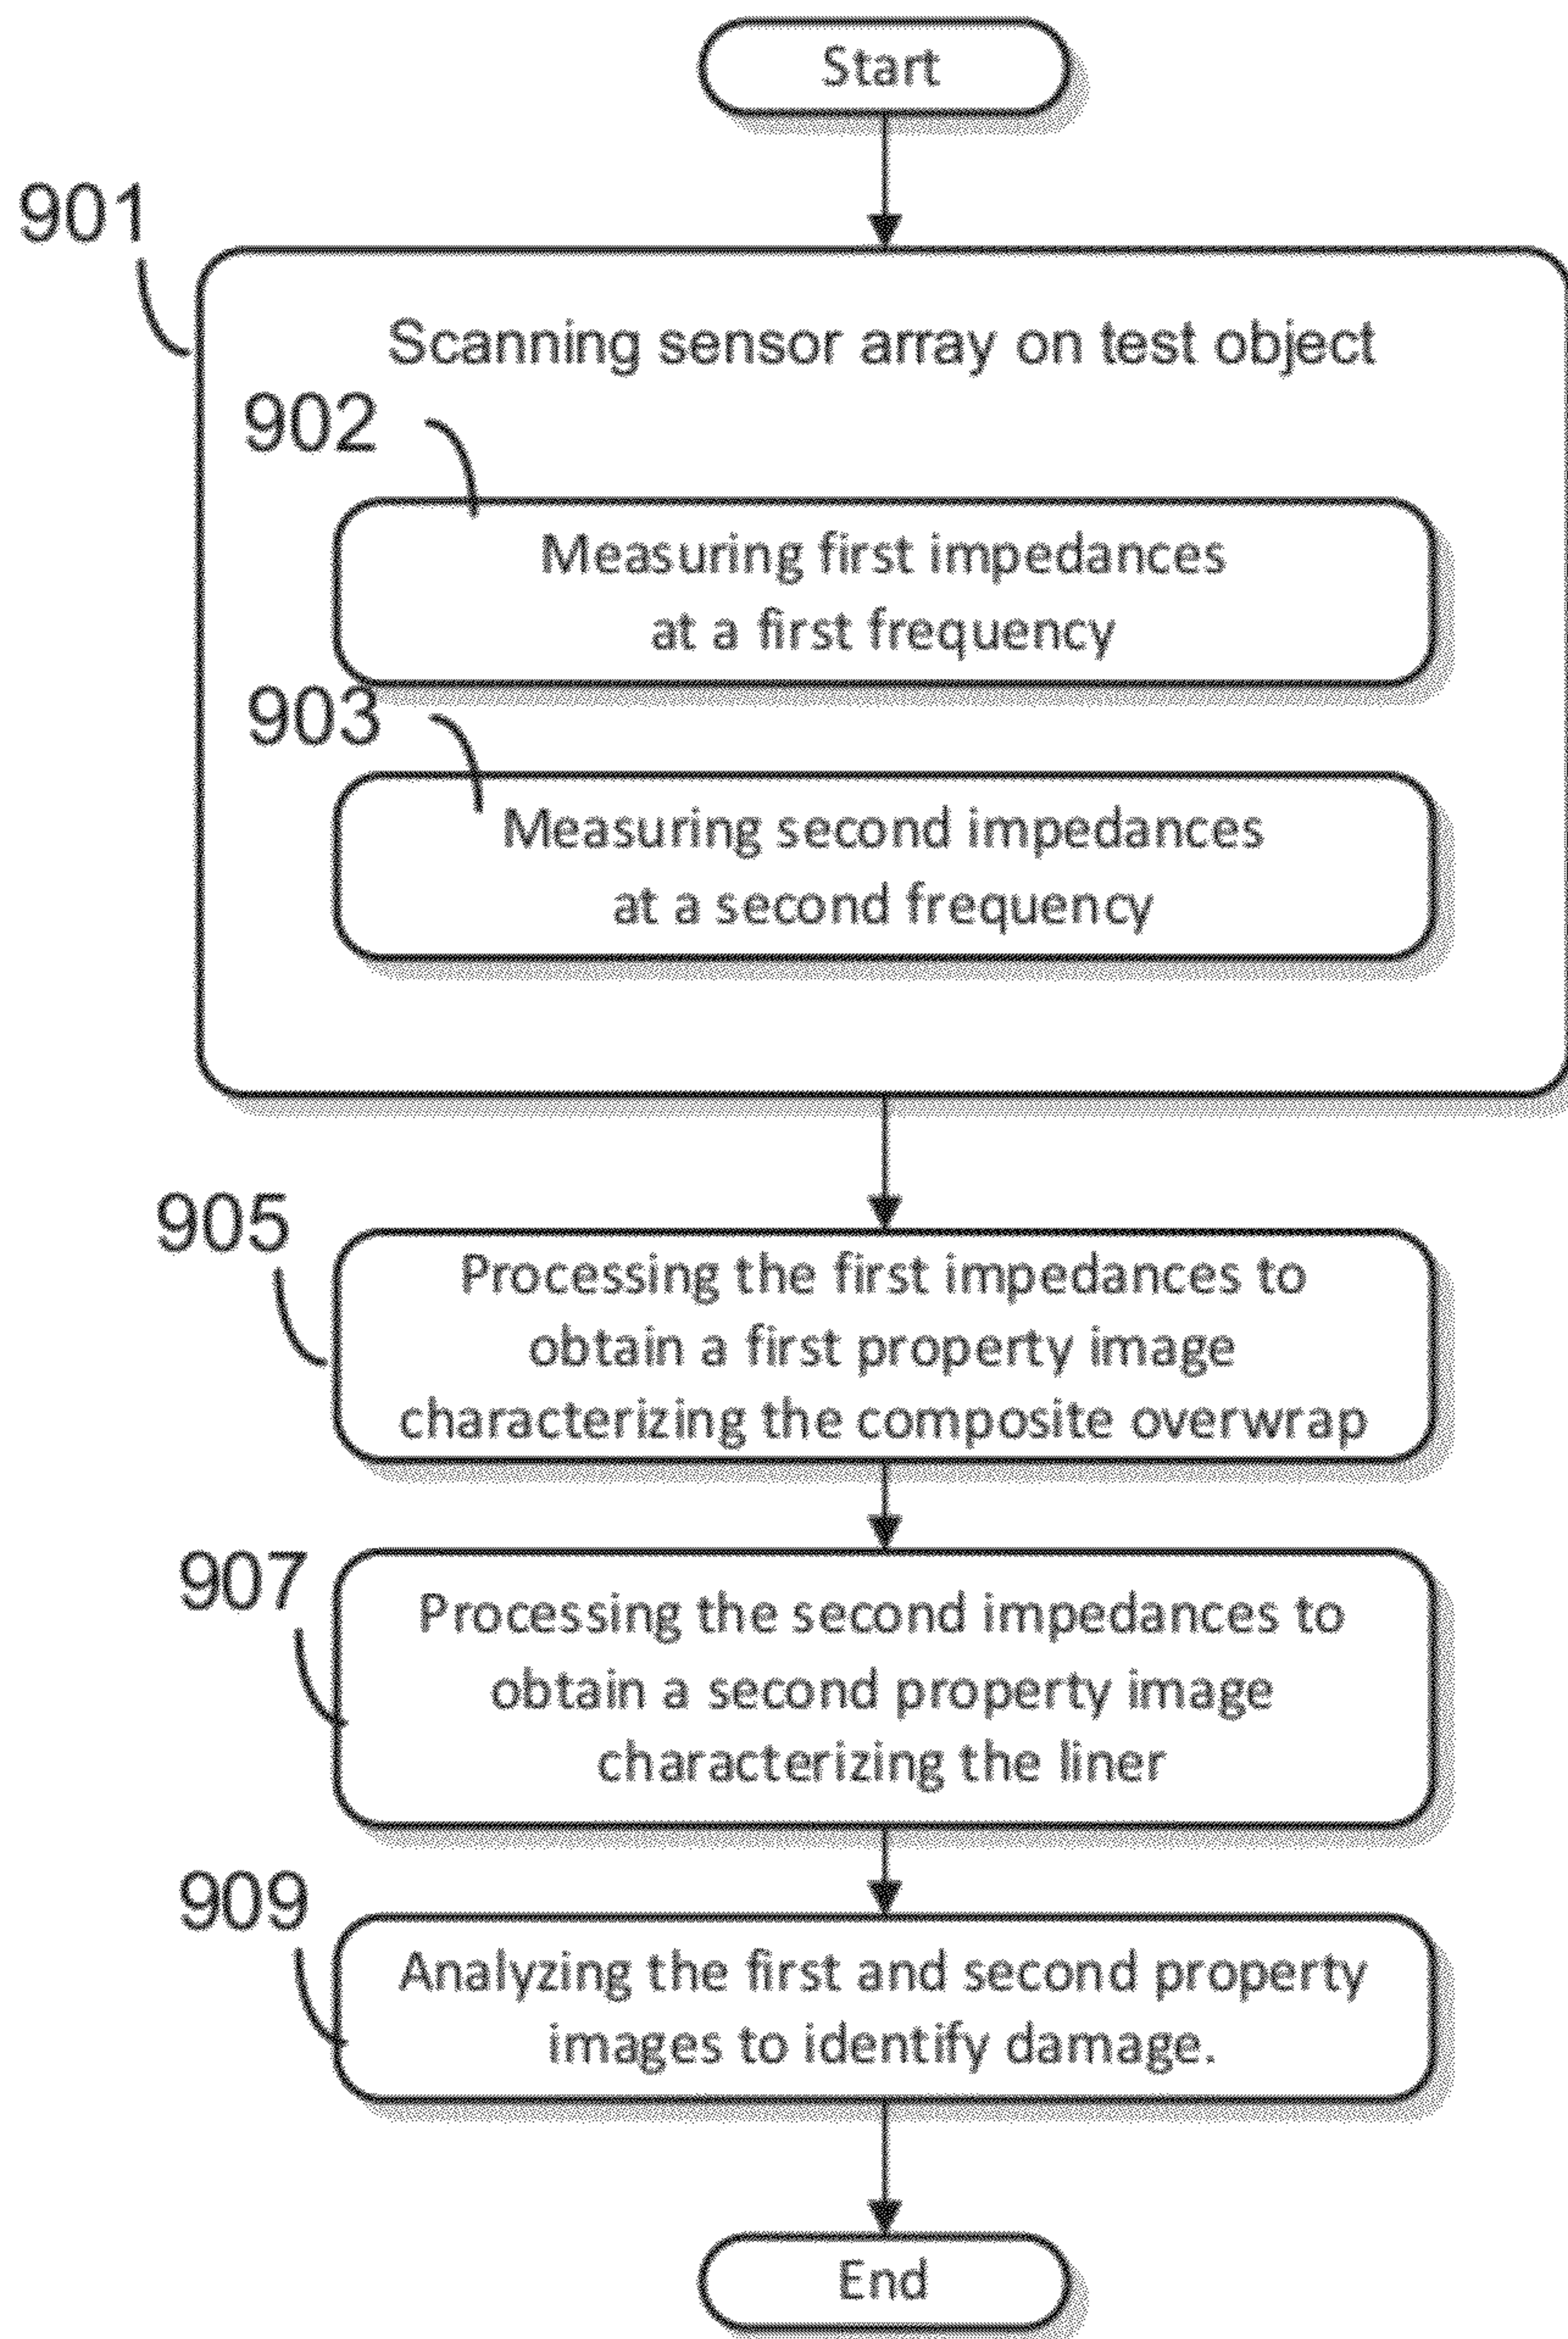 Start
901
Scanning sensor array on test object
902
Measuring first impedances
at a first frequency
903
Measuring second impedances
at a second frequency
905
Processing the first impedances to
obtain a first property image
characterizing the composite overwrap
907
Processing the second impedances to
obtain a second property image
characterizing the liner
909
Analyzing the first and second property
images to identify damage.
End